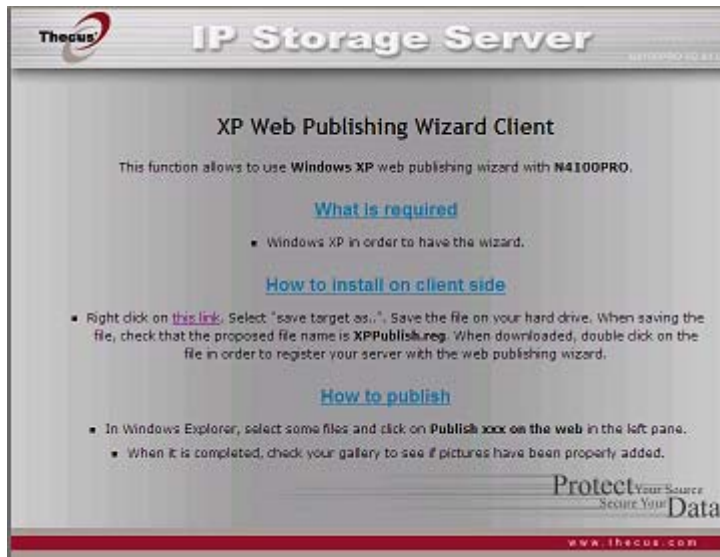 Thecus
IP Storage Server
XP Web Publishing Wizard Client
This function allows to use Windows XP web publishing wizard with N4100PRO.
What is required
▪ Windows XP in order to have the wizard.
How to install on client side
▪ Right click on this link. Select "save target as..". Save the file on your hard drive. When saving the
file, check that the proposed file name is XPPublish.reg. When downloaded, double click on the
file in order to register your server with the web publishing wizard.
How to publish
▪ In Windows Explorer, select some files and click on Publish xxx on the web in the left pane.
▪ When it is completed, check your gallery to see if pictures have been properly added.
Protect Your Source
Secure Your Data
www.thecus.com